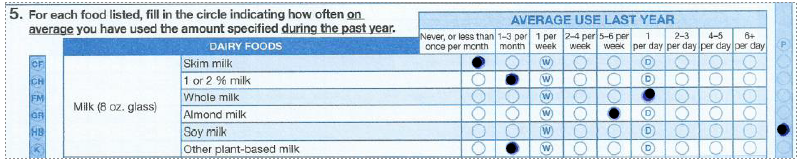 5. For each food listed, fill in the circle indicating how often on
average you have used the amount specified during the past year.
AVERAGE USE LAST YEAR
DAIRY FOODS
Never, or less than once per month
1–3 per month
1 per week
2–4 per week
5–6 per week
1 per day
2–3 per day
4–5 per day
6+ per day
P
Milk (8 oz. glass)
CF Skim milk W D
CH 1 or 2 % milk W D
FM Whole milk W
GR Almond milk W D
HB Soy milk W D
K Other plant-based milk W D